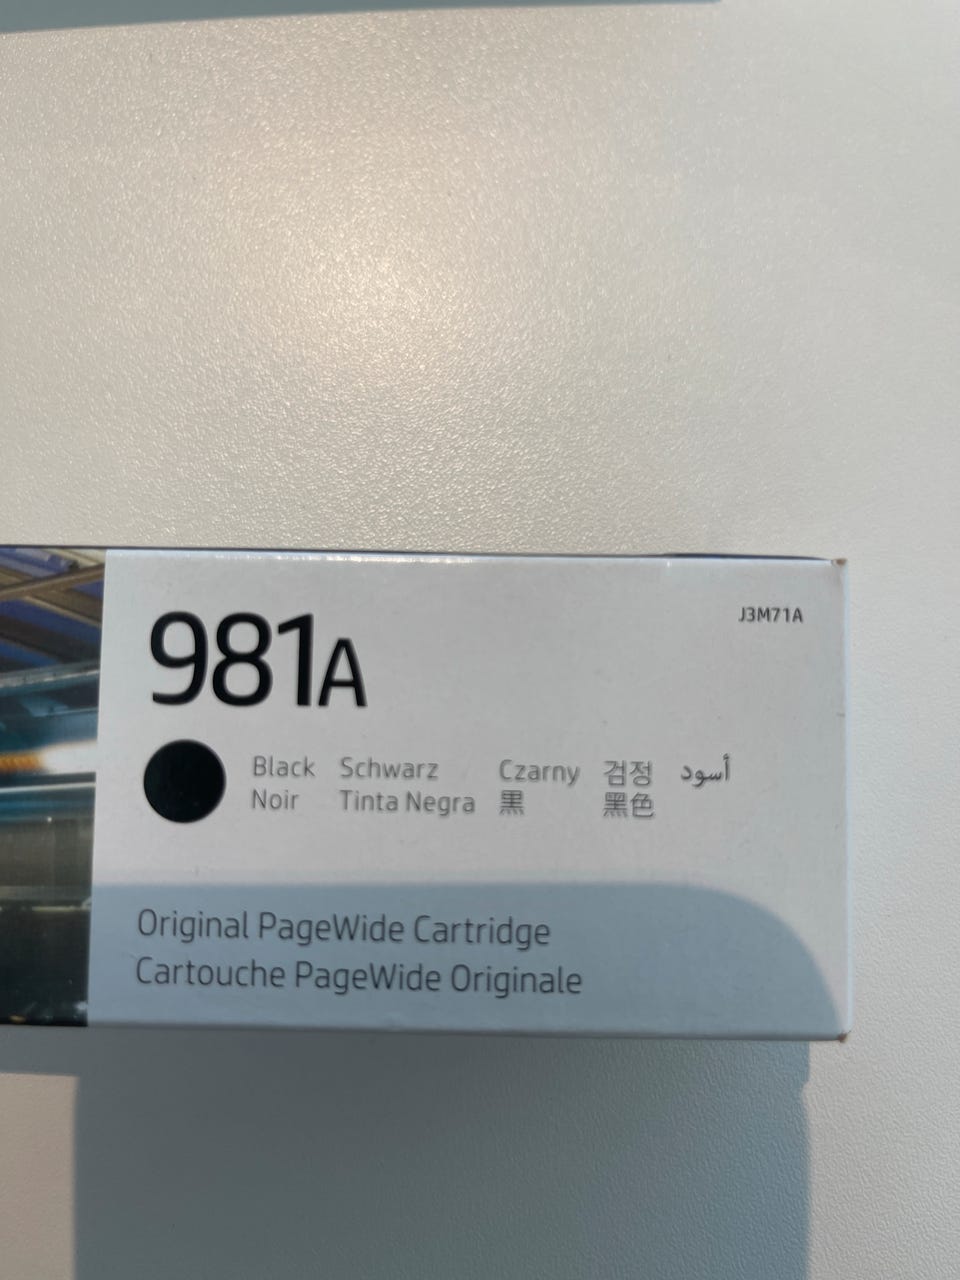 981A
J3M71A
Black Schwarz Czarny 검정 أسود
Noir Tinta Negra 黒 黑色
Original PageWide Cartridge
Cartouche PageWide Originale